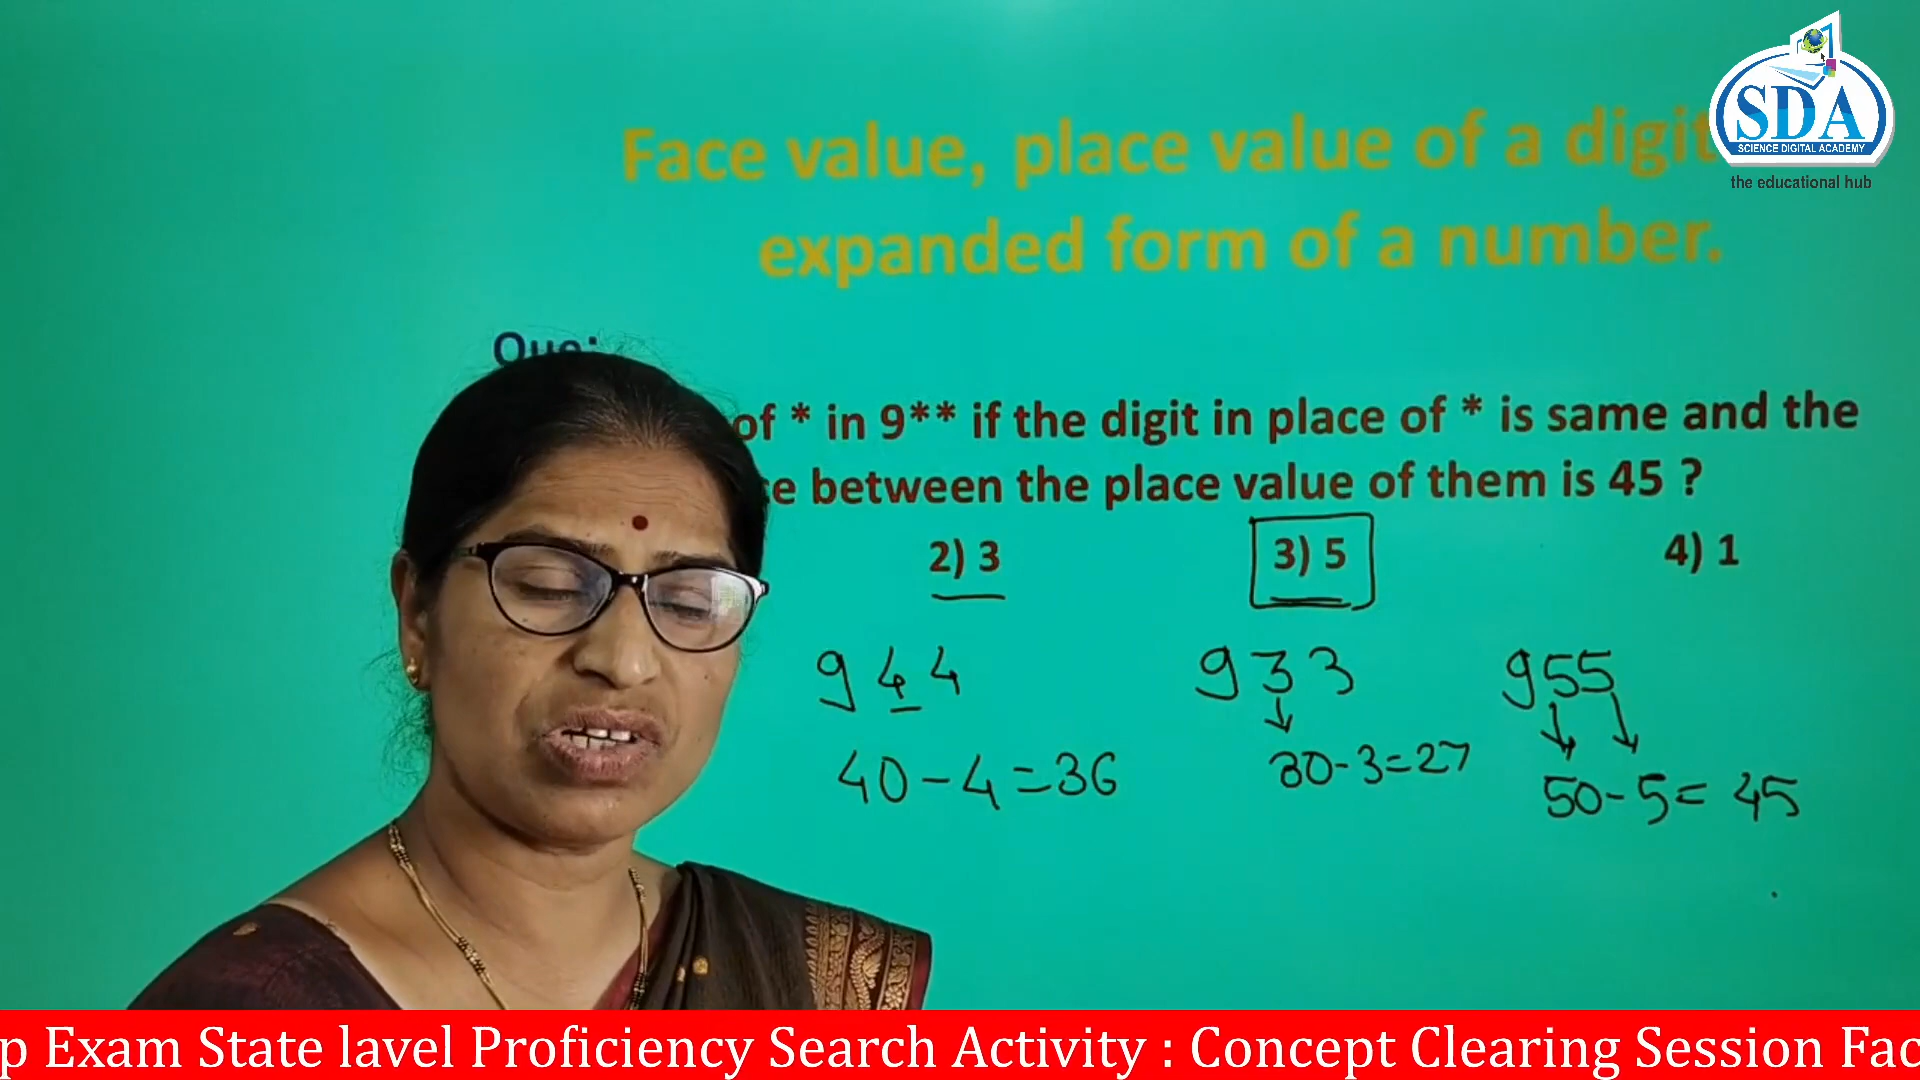 SDA
SCIENCE DIGITAL ACADEMY
the educational hub
Face value, place value of a digit
expanded form of a number.
Que:
of * in 9** if the digit in place of * is same and the
between the place value of them is 45 ?
2) 3 3) 5 4) 1
944 933 955
40-4=36 30-3=27 50-5=45
p Exam State lavel Proficiency Search Activity : Concept Clearing Session Fac